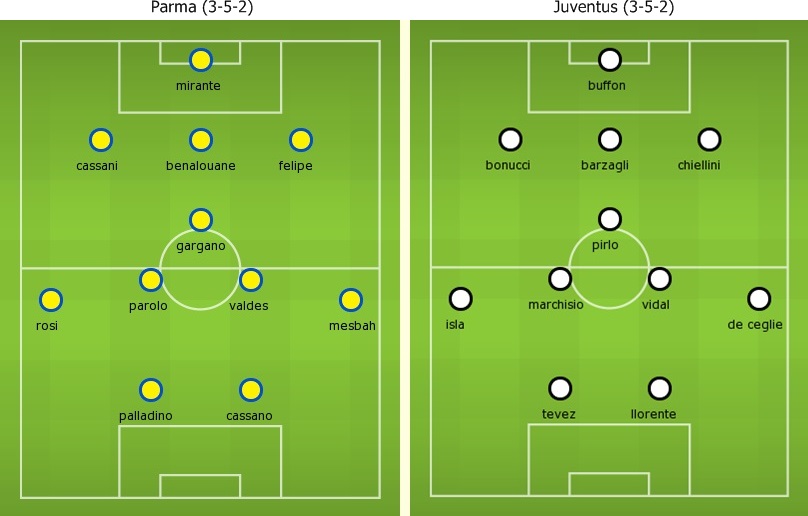 Parma (3-5-2)
mirante
cassani benalouane felipe
gargano
parolo valdes
rosi mesbah
palladino cassano
Juventus (3-5-2)
buffon
bonucci barzagli chiellini
pirlo
marchisio vidal
isla de ceglie
tevez llorente